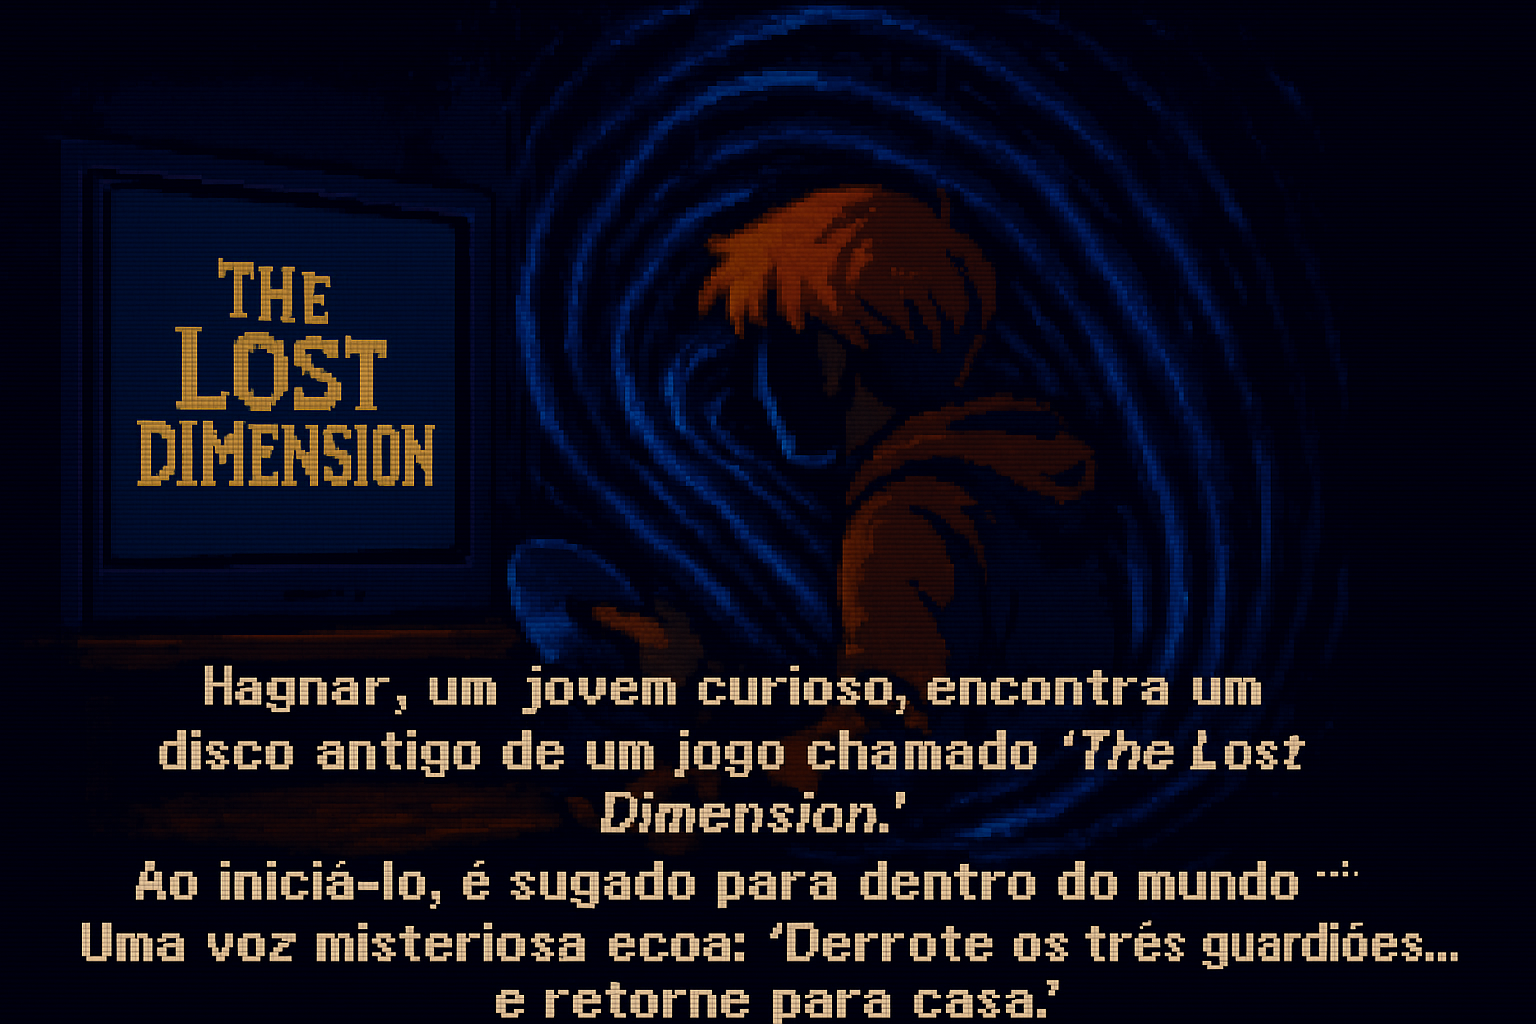 THE
LOST
DIMENSION
Hagnar, um jovem curioso, encontra um
disco antigo de um jogo chamado ‘The Lost
Dimension.’
Ao iniciá-lo, é sugado para dentro do mundo
Uma voz misteriosa ecoa: ‘Derrote os trés guardióes...
e retorne para casa.’